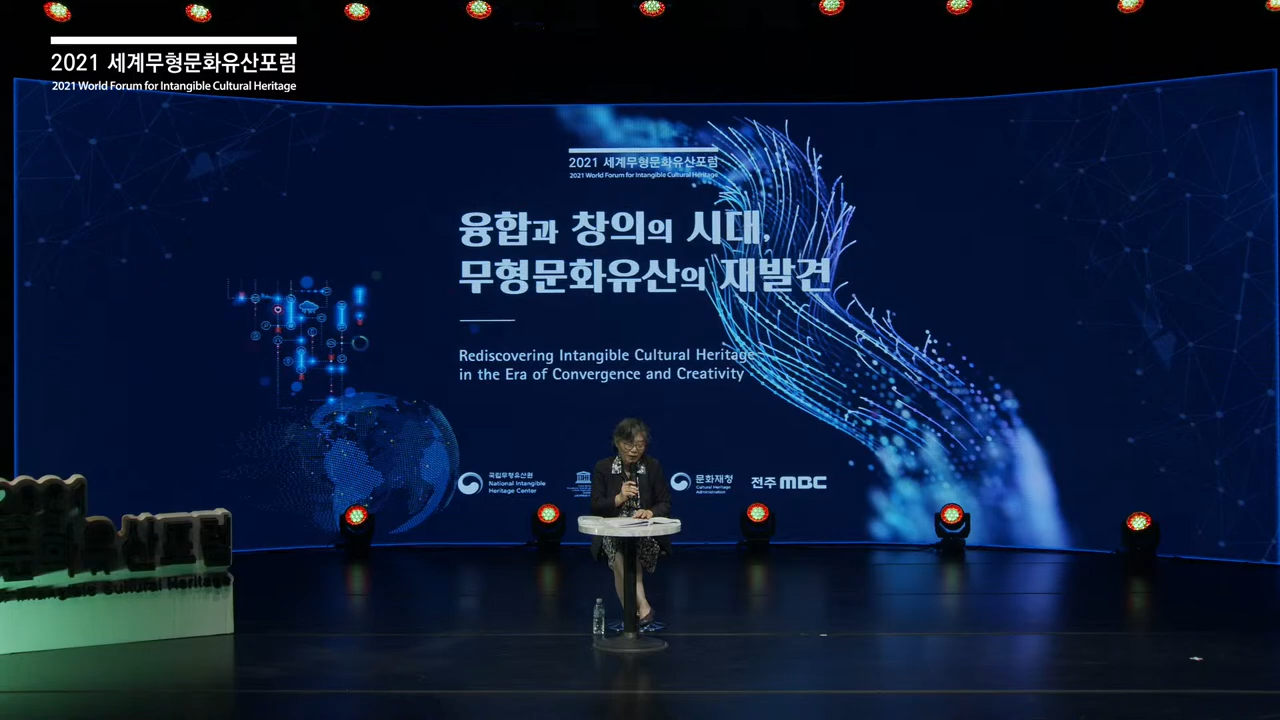 2021 세계무형문화유산포럼
2021 World Forum for Intangible Cultural Heritage
2021 세계무형문화유산포럼
2021 World Forum for Intangible Cultural Heritage
융합과 창의의 시대,
무형문화유산의 재발견
Rediscovering Intangible Cultural Heritage
in the Era of Convergence and Creativity
국립무형유산원
National Intangible
Heritage Center
문화재청
Cultural Heritage
Administration
전주 MBC
Cultural Heritage